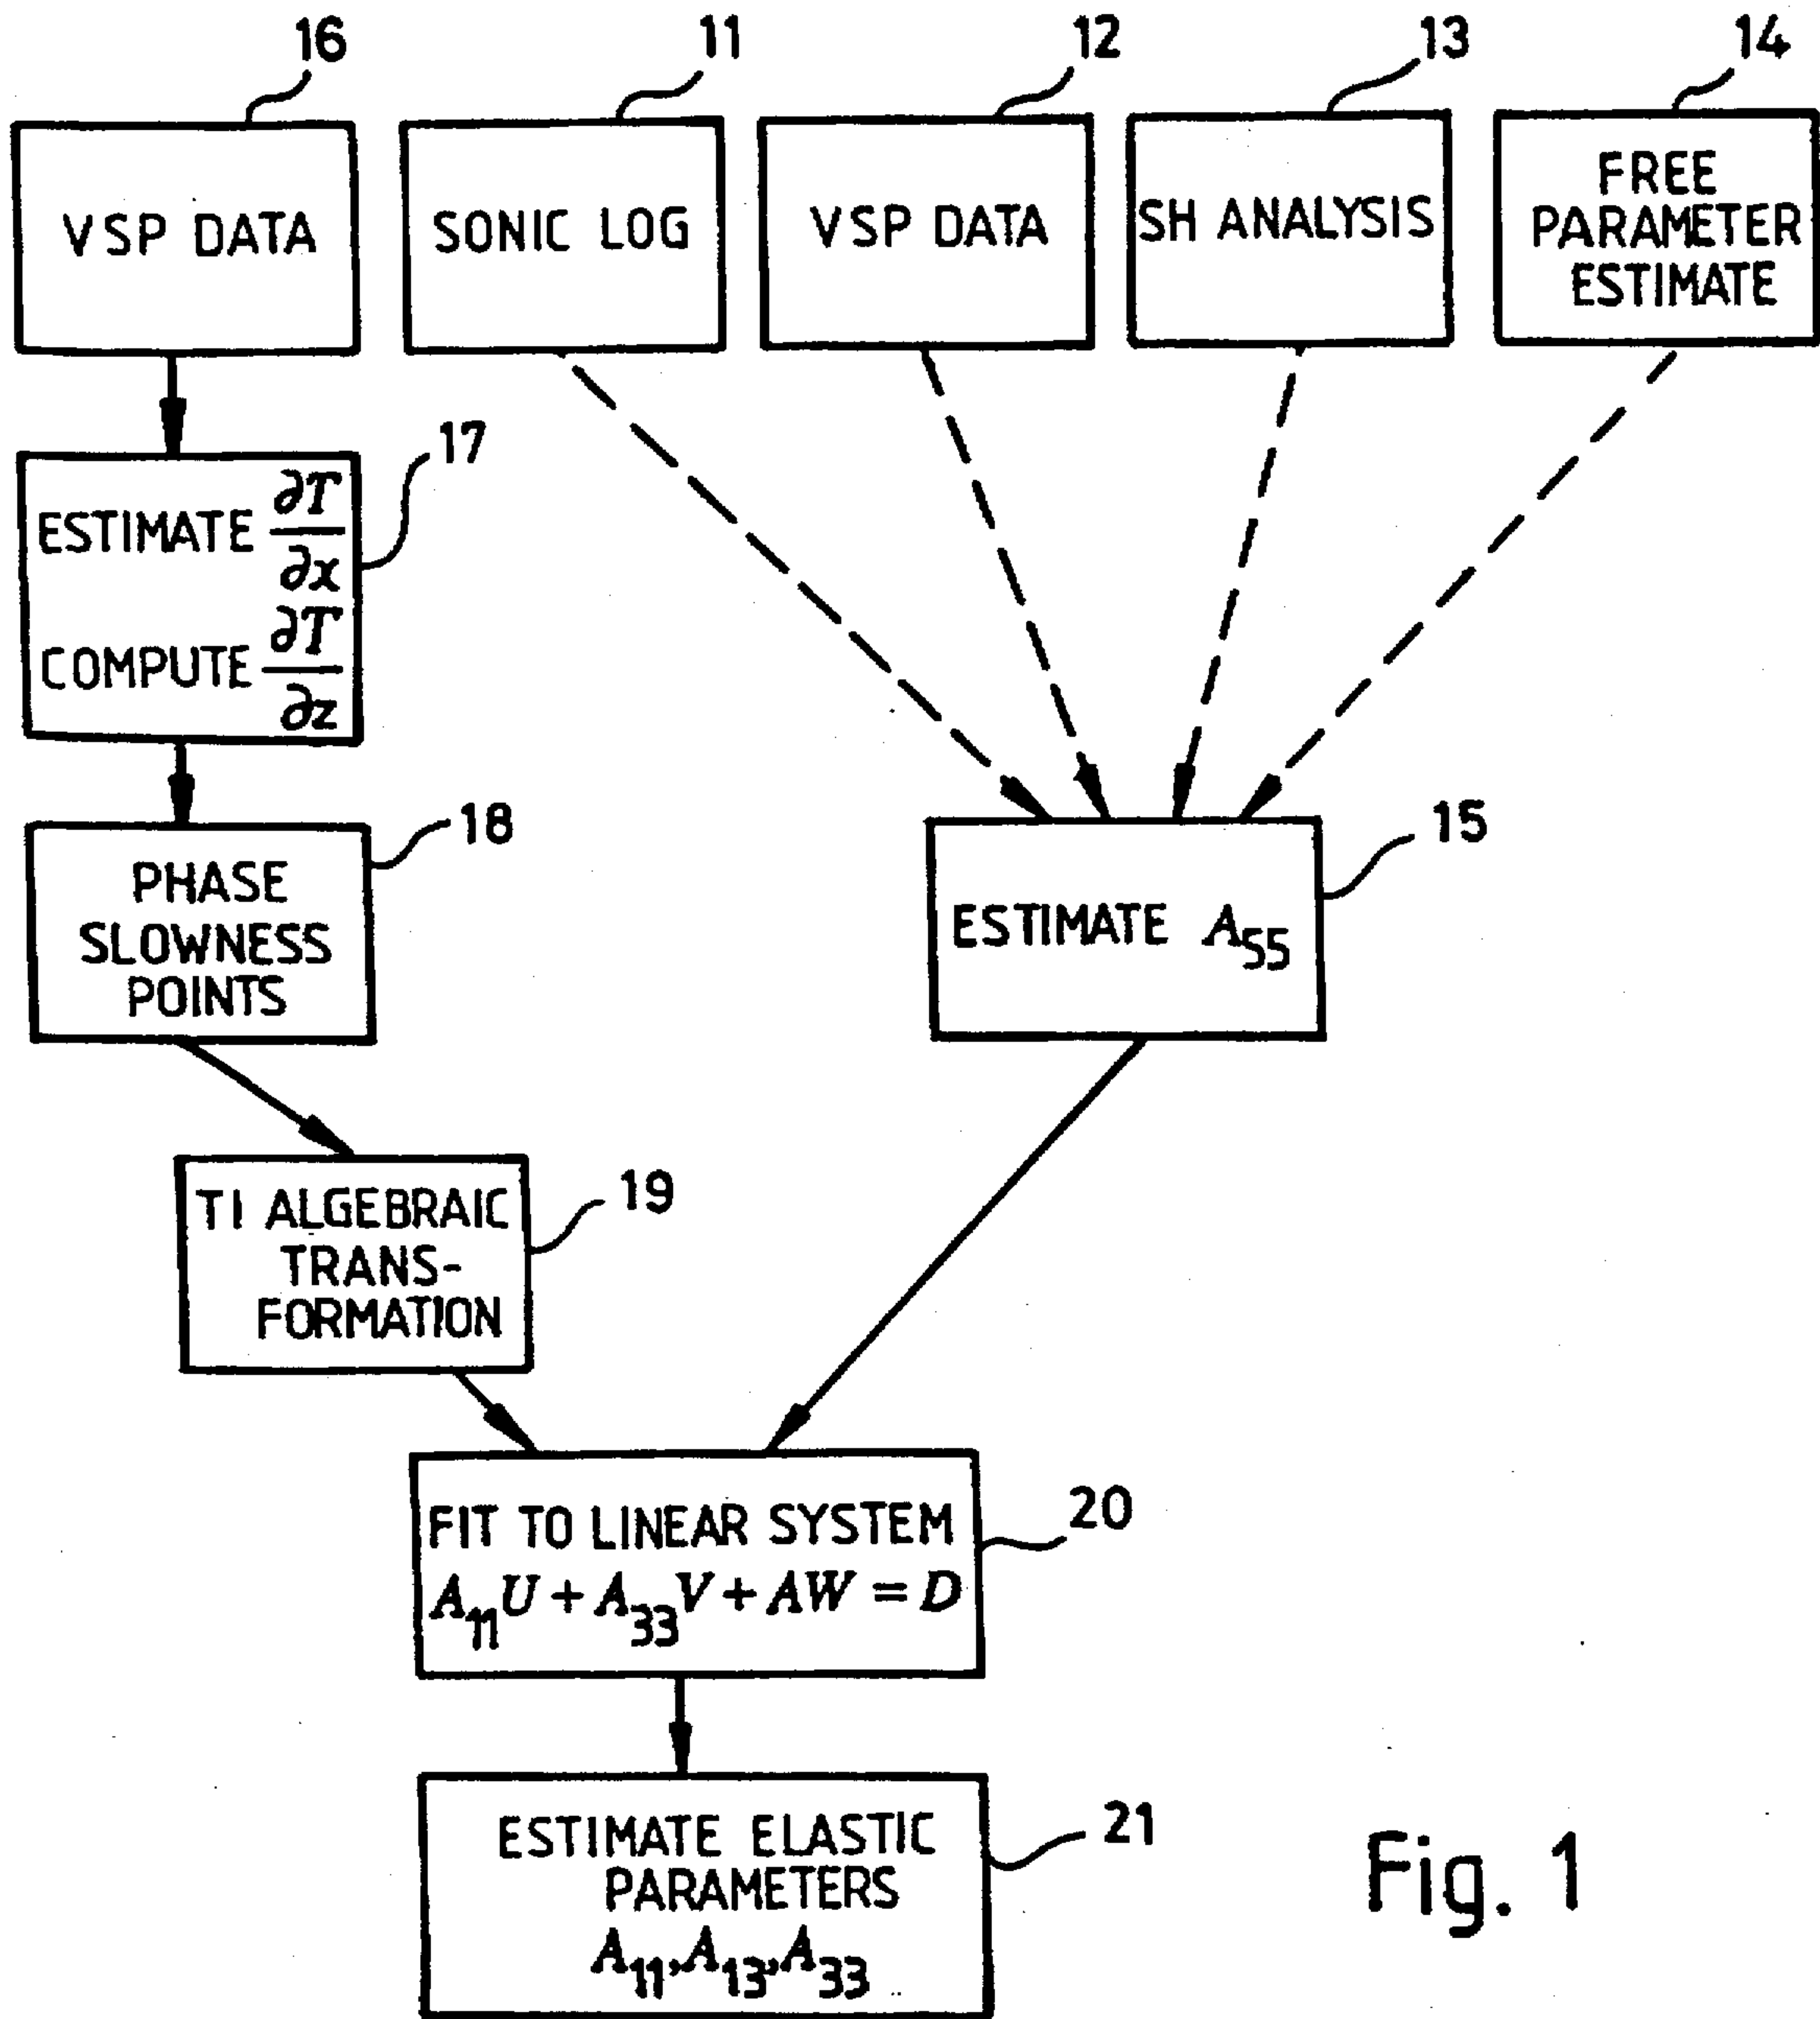 16
11
12
13
14
VSP DATA
SONIC LOG
VSP DATA
SH ANALYSIS
FREE
PARAMETER
ESTIMATE
17
ESTIMATE ∂T/∂x
COMPUTE ∂T/∂z
18
PHASE
SLOWNESS
POINTS
15
ESTIMATE A₅₅
19
TI ALGEBRAIC
TRANS-
FORMATION
20
FIT TO LINEAR SYSTEM
A₁₁U + A₃₃V + AW = D
21
ESTIMATE ELASTIC
PARAMETERS
A₁₁,A₁₃,A₃₃
Fig. 1